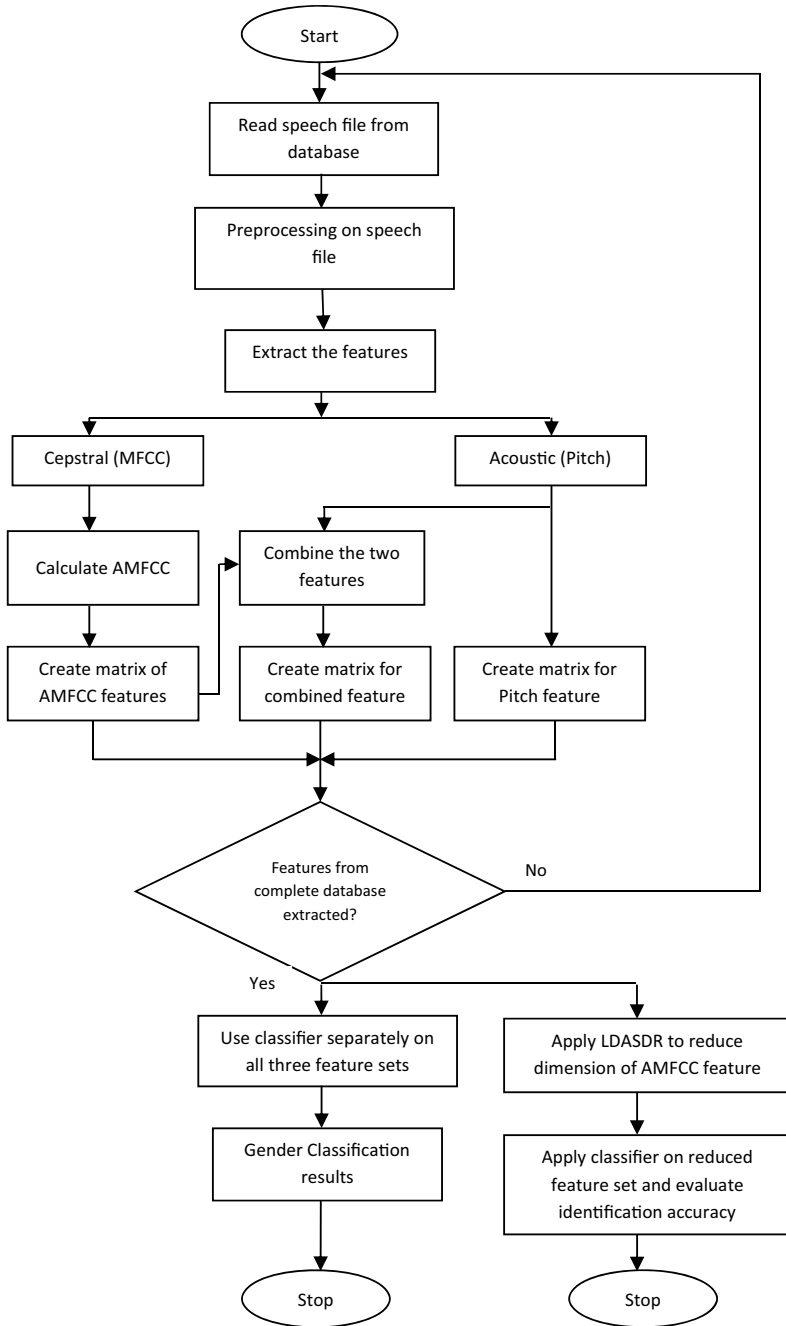 Start
Read speech file from
database
Preprocessing on speech
file
Extract the features
Cepstral (MFCC)
Acoustic (Pitch)
Calculate AMFCC
Combine the two
features
Create matrix of
AMFCC features
Create matrix for
combined feature
Create matrix for
Pitch feature
Features from
complete database
extracted?
No
Yes
Use classifier separately on
all three feature sets
Apply LDASDR to reduce
dimension of AMFCC feature
Gender Classification
results
Apply classifier on reduced
feature set and evaluate
identification accuracy
Stop
Stop